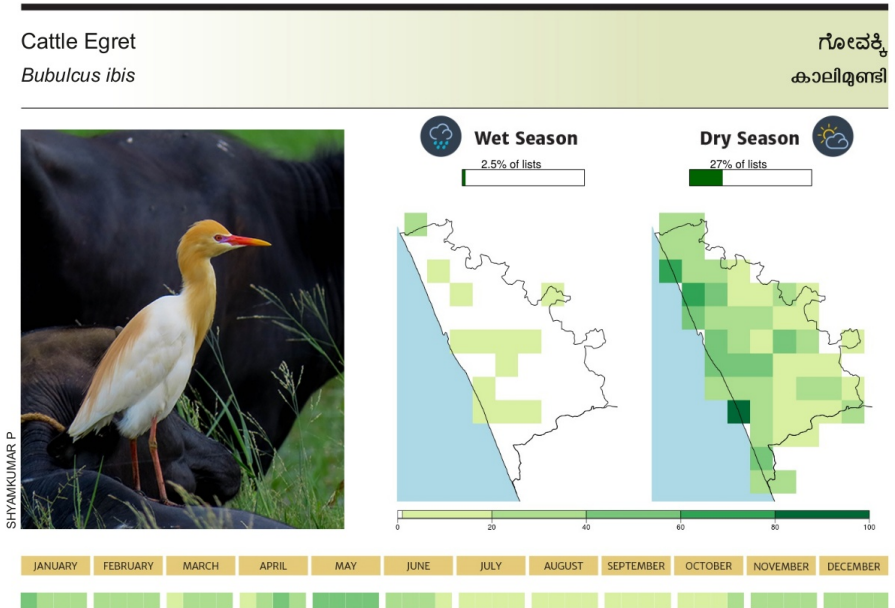 Cattle Egret
ಗೋವಕ್ಕಿ
Bubulcus ibis
കാലിമുണ്ടി
Wet Season
Dry Season
2.5% of lists
27% of lists
SHYAMKUMAR P
0 20 40 60 80 100
JANUARY FEBRUARY MARCH APRIL MAY JUNE JULY AUGUST SEPTEMBER OCTOBER NOVEMBER DECEMBER